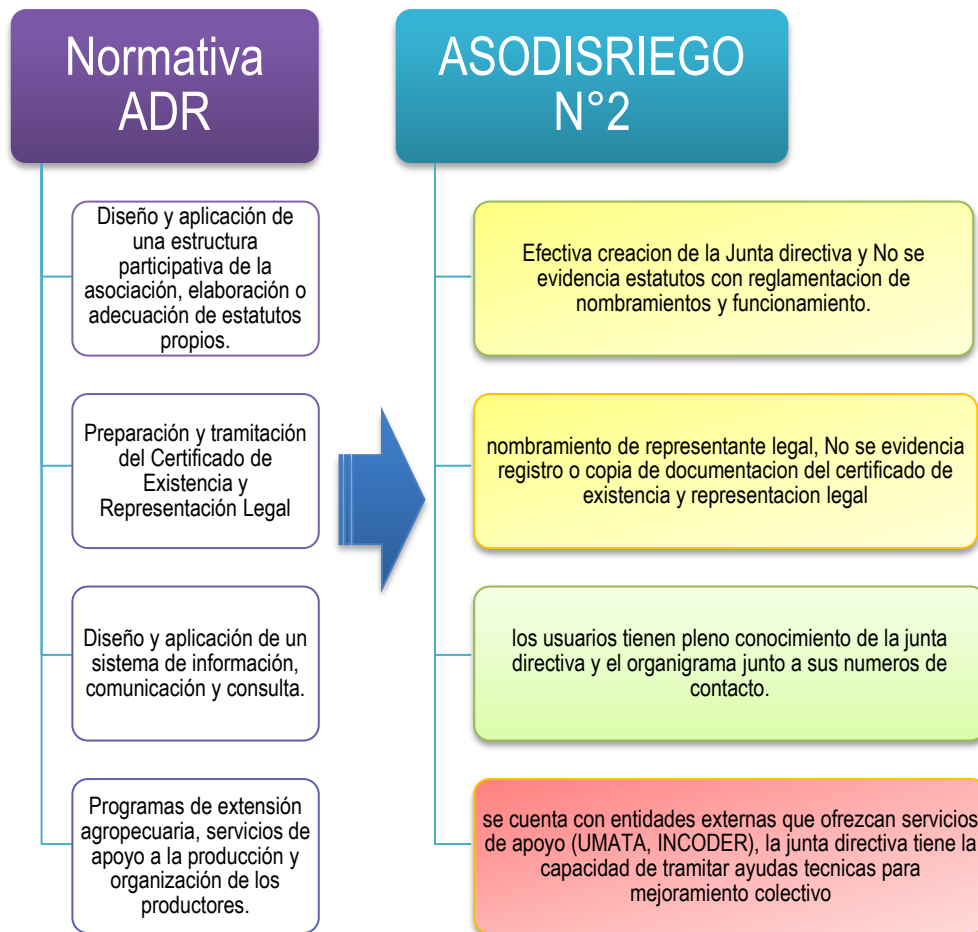 Normativa
ADR
Diseño y aplicación de
una estructura
participativa de la
asociación, elaboración o
adecuación de estatutos
propios.
Preparación y tramitación
del Certificado de
Existencia y
Representación Legal
Diseño y aplicación de un
sistema de información,
comunicación y consulta.
Programas de extensión
agropecuaria, servicios de
apoyo a la producción y
organización de los
productores.
ASODISRIEGO
N°2
Efectiva creacion de la Junta directiva y No se
evidencia estatutos con reglamentacion de
nombramientos y funcionamiento.
nombramiento de representante legal, No se evidencia
registro o copia de documentacion del certificado de
existencia y representacion legal
los usuarios tienen pleno conocimiento de la junta
directiva y el organigrama junto a sus numeros de
contacto.
se cuenta con entidades externas que ofrezcan servicios
de apoyo (UMATA, INCODER), la junta directiva tiene la
capacidad de tramitar ayudas tecnicas para
mejoramiento colectivo